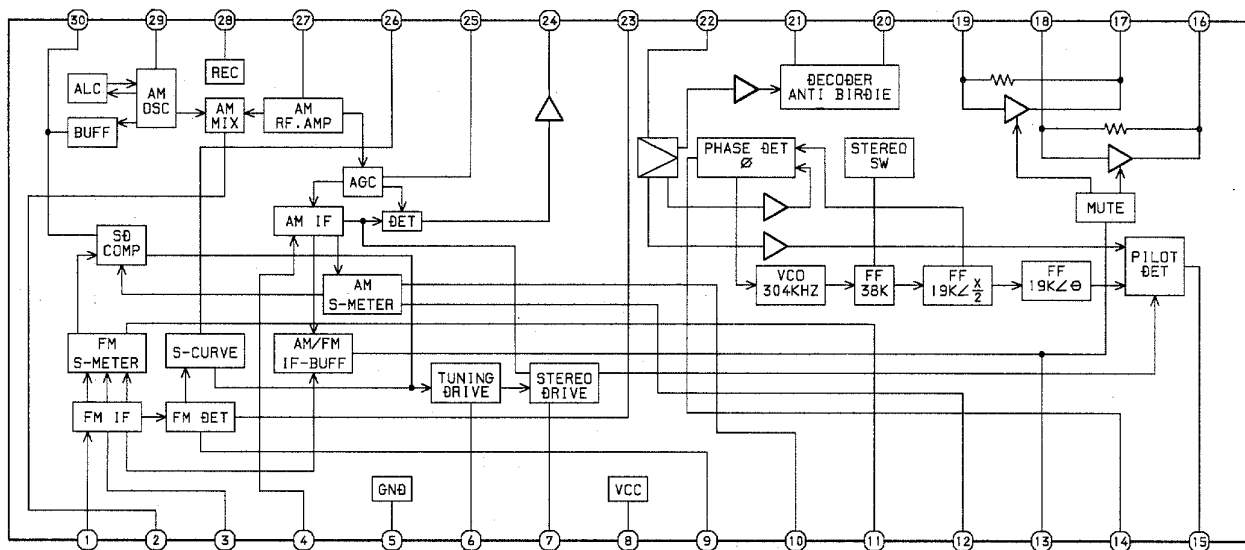 30 29 28 27 26 25 24 23 22 21 20 19 18 17 16
ALC
AM
OSC
REC
BUFF
AM
MIX
AM
RF.AMP
AGC
AM IF
DET
SD
COMP
AM
S-METER
FM
S-METER
S-CURVE
AM/FM
IF-BUFF
TUNING
DRIVE
STEREO
DRIVE
FM IF
FM DET
GND
VCC
DECODER
ANTI BIRDIE
PHASE DET
Ø
STEREO
SW
MUTE
VCO
304KHZ
FF
38K
FF
19K∠X/2
FF
19K∠θ
PILOT
DET
1 2 3 4 5 6 7 8 9 10 11 12 13 14 15